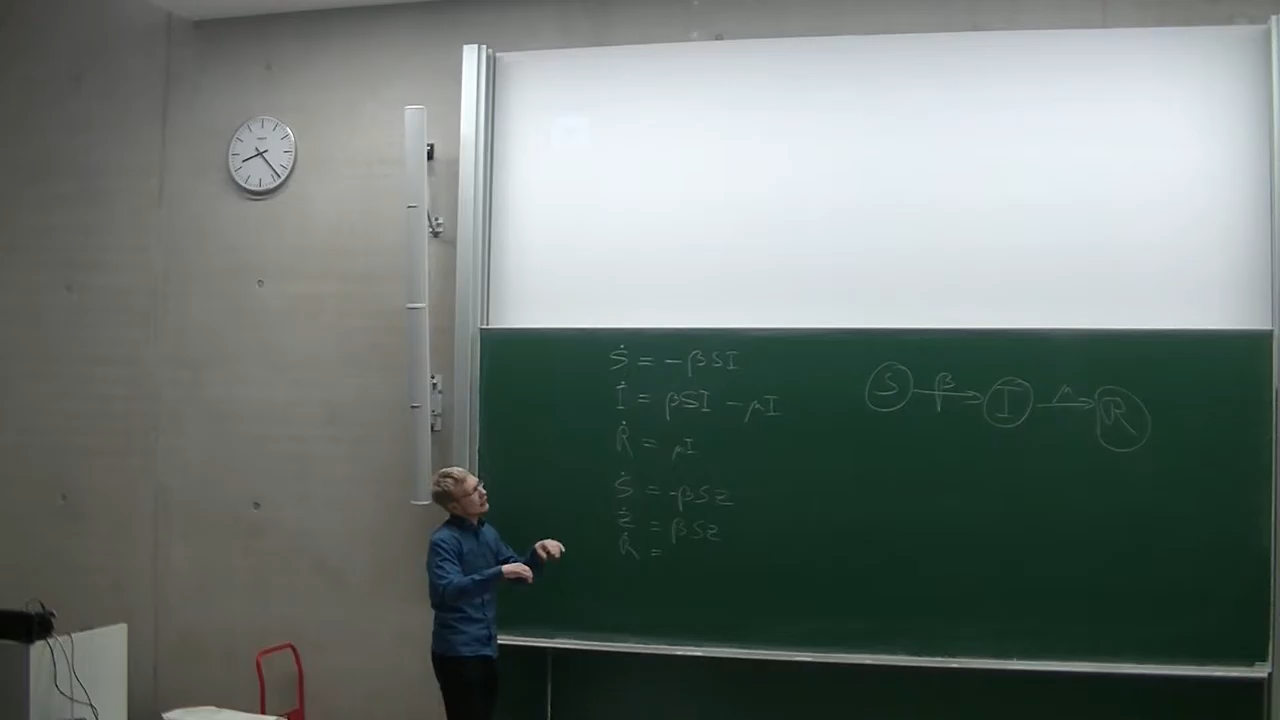 Ṡ = -βSI
İ = βSI - μI
Ṙ = μI
Ṡ = -βSZ
Ż = βSZ
Ṙ =
S β I μ R